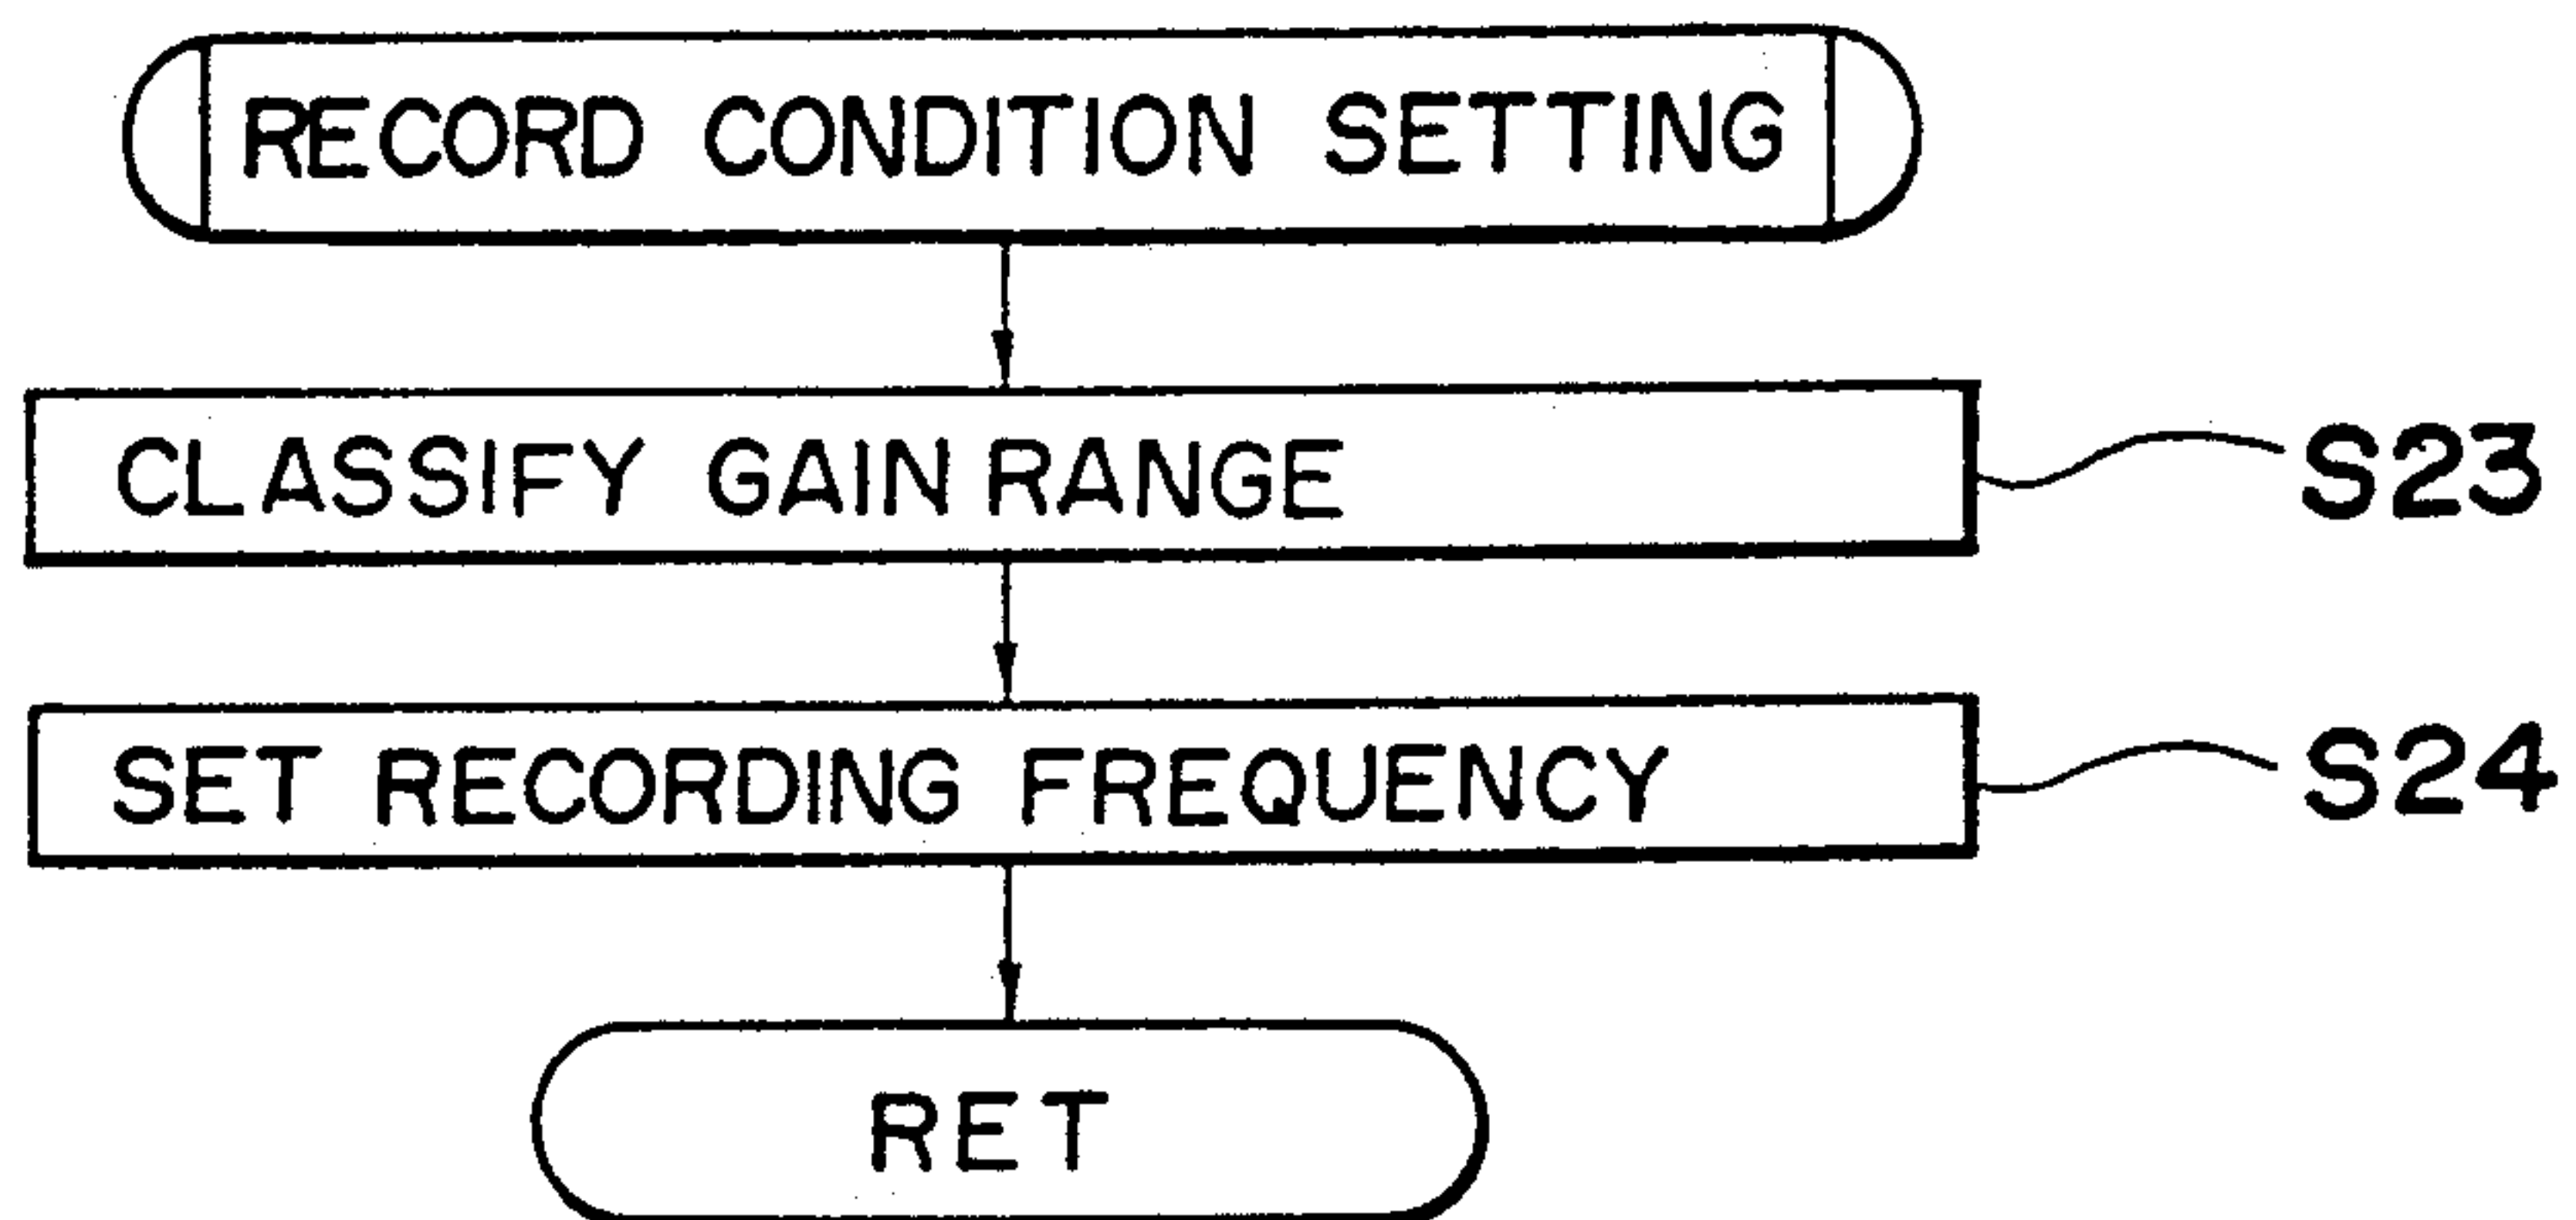 RECORD CONDITION SETTING
CLASSIFY GAIN RANGE
S23
SET RECORDING FREQUENCY
S24
RET